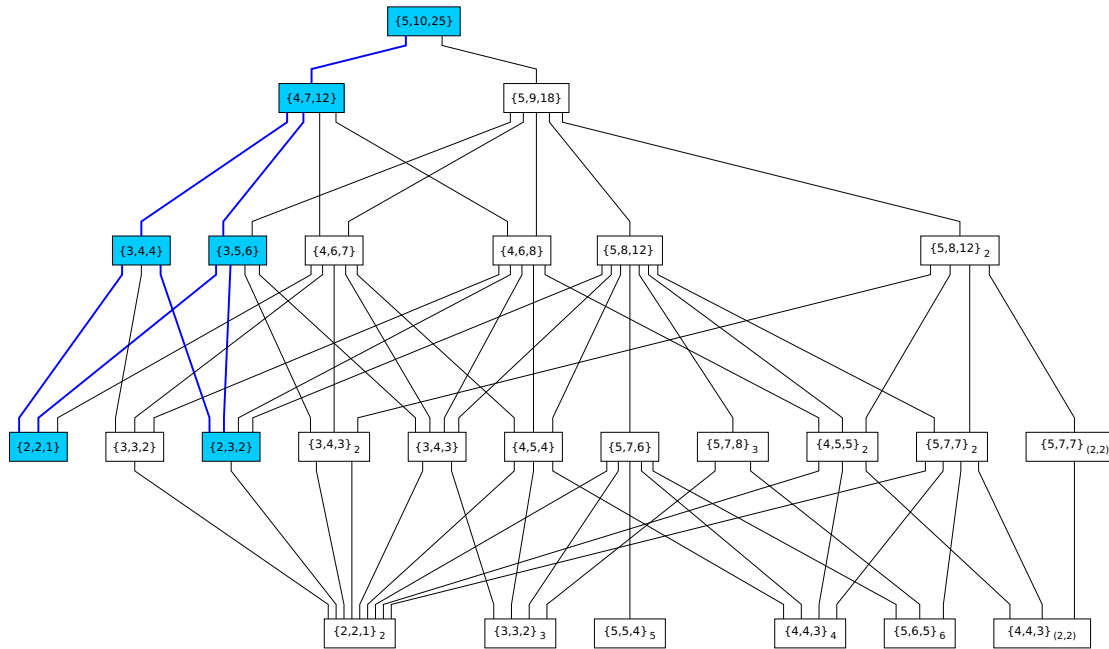 {5,10,25}
{4,7,12} {5,9,18}
{3,4,4} {3,5,6} {4,6,7} {4,6,8} {5,8,12} {5,8,12} 2
{2,2,1} {3,3,2} {2,3,2} {3,4,3} 2 {3,4,3} {4,5,4} {5,7,6} {5,7,8} 3 {4,5,5} 2 {5,7,7} 2 {5,7,7} (2,2)
{2,2,1} 2 {3,3,2} 3 {5,5,4} 5 {4,4,3} 4 {5,6,5} 6 {4,4,3} (2,2)